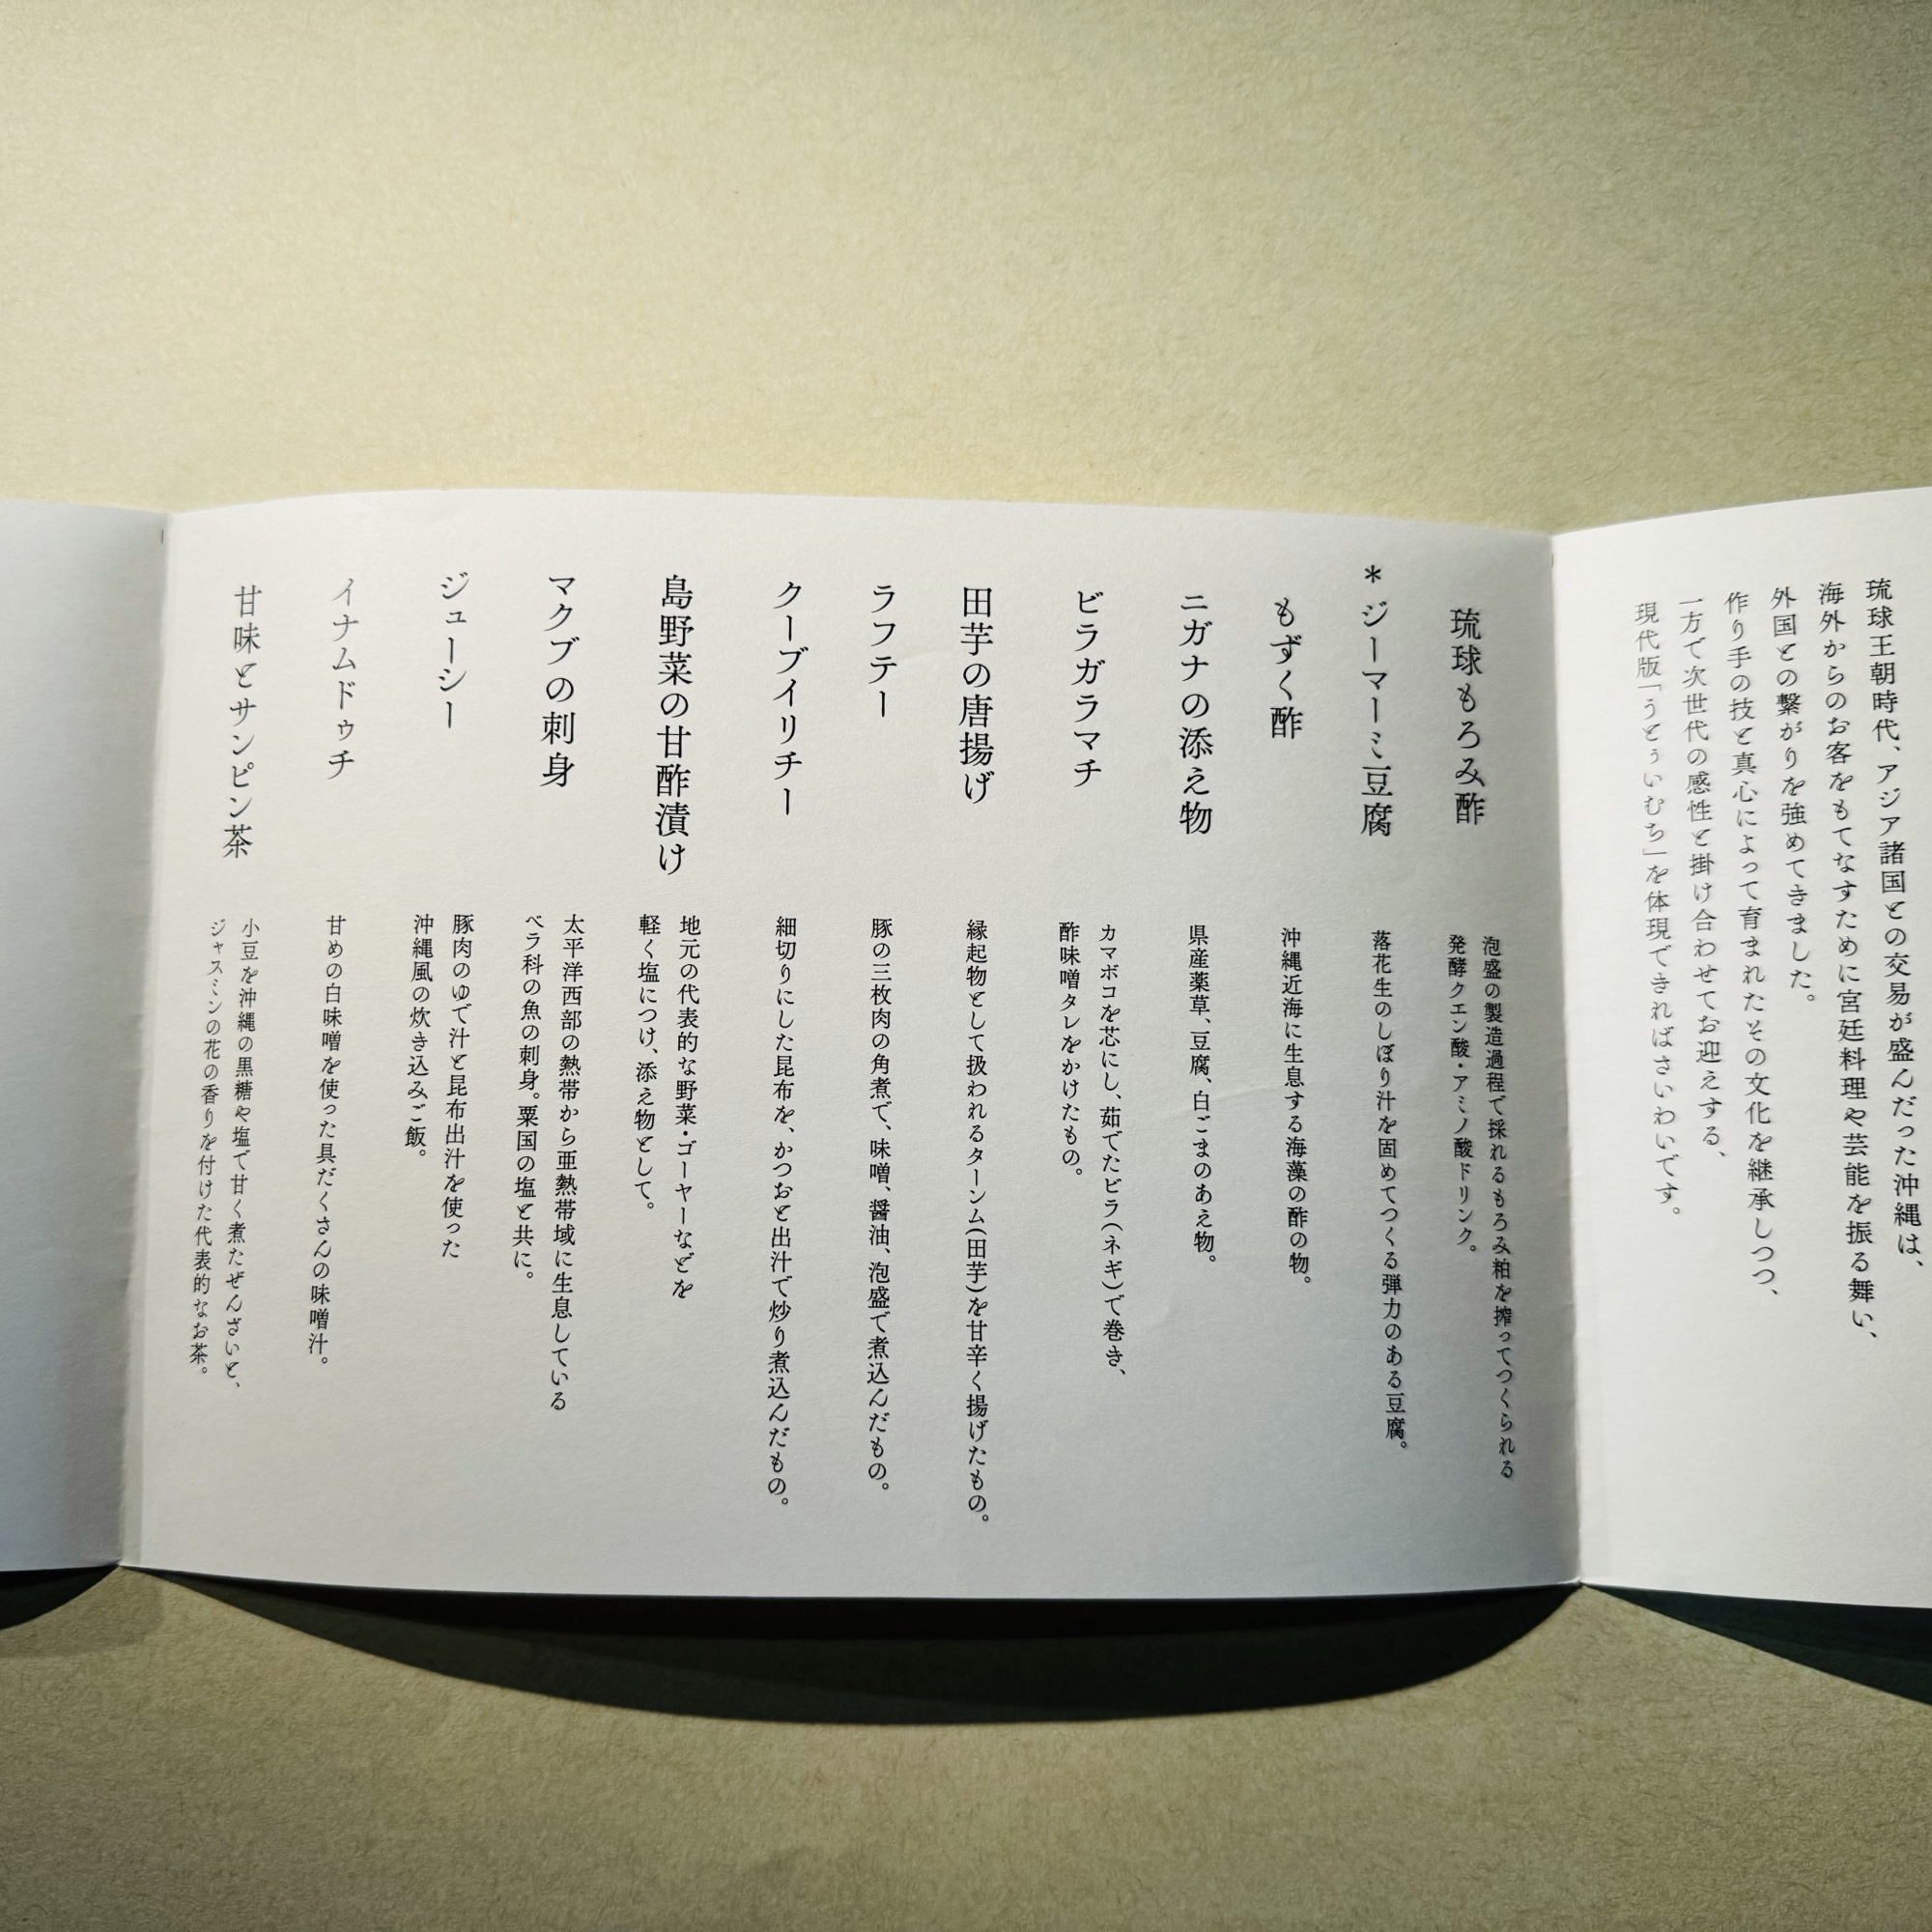 琉球王朝時代、アジア諸国との交易が盛んだった沖縄は、
海外からのお客をもてなすために宮廷料理や芸能を振る舞い、
外国との繋がりを強めてきました。
作り手の技と真心によって育まれたその文化を継承しつつ、
一方で次世代の感性と掛け合わせてお迎えする、
現代版「うとぅいむち」を体現できればさいわいです。
琉球もろみ酢
泡盛の製造過程で採れるもろみ粕を搾ってつくられる
発酵クエン酸・アミノ酸ドリンク。
＊ジーマーミ豆腐
落花生のしぼり汁を固めてつくる弾力のある豆腐。
もずく酢
沖縄近海に生息する海藻の酢の物。
ニガナの添え物
県産薬草、豆腐、白ごまのあえ物。
ビラガラマチ
カマボコを芯にし、茹でたビラ(ネギ)で巻き、
酢味噌タレをかけたもの。
田芋の唐揚げ
縁起物として扱われるターンム(田芋)を甘辛く揚げたもの。
ラフテー
豚の三枚肉の角煮で、味噌、醤油、泡盛で煮込んだもの。
クーブイリチー
細切りにした昆布を、かつおと出汁で炒り煮込んだもの。
島野菜の甘酢漬け
地元の代表的な野菜・ゴーヤーなどを
軽く塩につけ、添え物として。
マクブの刺身
太平洋西部の熱帯から亜熱帯域に生息している
ベラ科の魚の刺身。粟国の塩と共に。
ジューシー
豚肉のゆで汁と昆布出汁を使った
沖縄風の炊き込みご飯。
イナムドゥチ
甘めの白味噌を使った具だくさんの味噌汁。
甘味とサンピン茶
小豆を沖縄の黒糖や塩で甘く煮たぜんざいと、
ジャスミンの花の香りを付けた代表的なお茶。